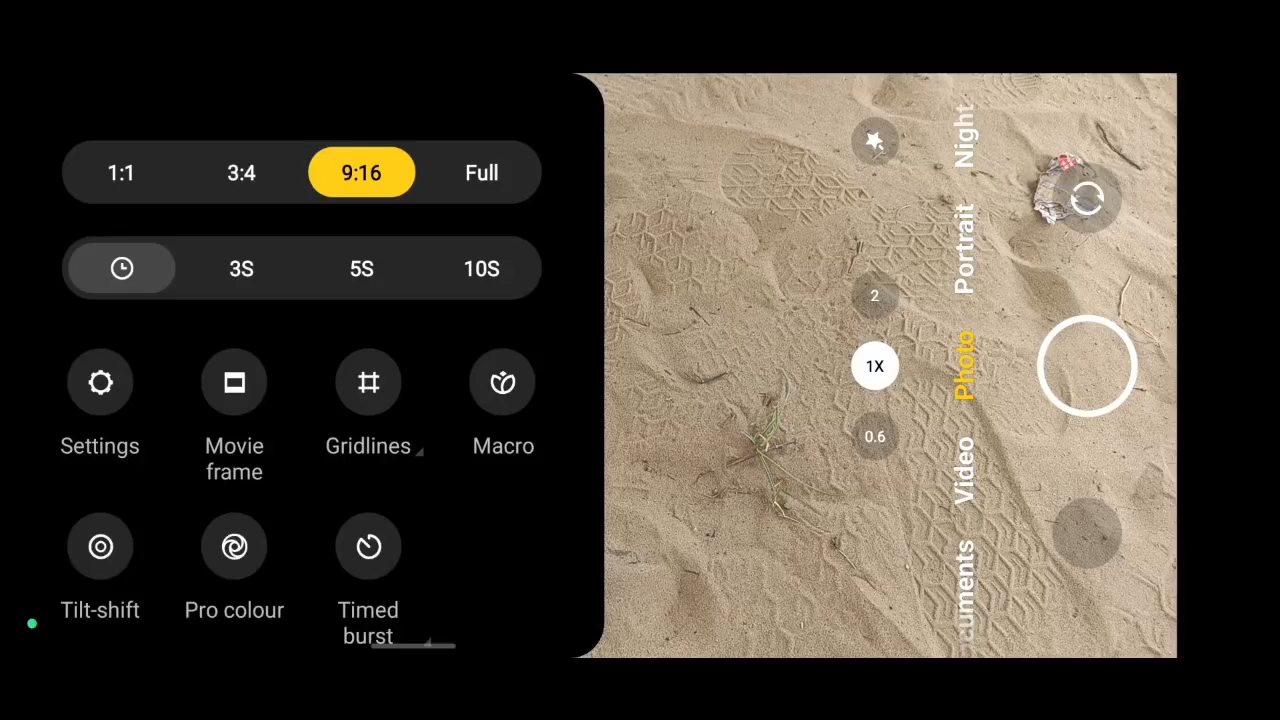 1:1 3:4 9:16 Full
3S 5S 10S
Settings
Movie
frame
Gridlines
Macro
Tilt-shift
Pro colour
Timed
burst
2
1X
0.6
Night
Portrait
Photo
Video